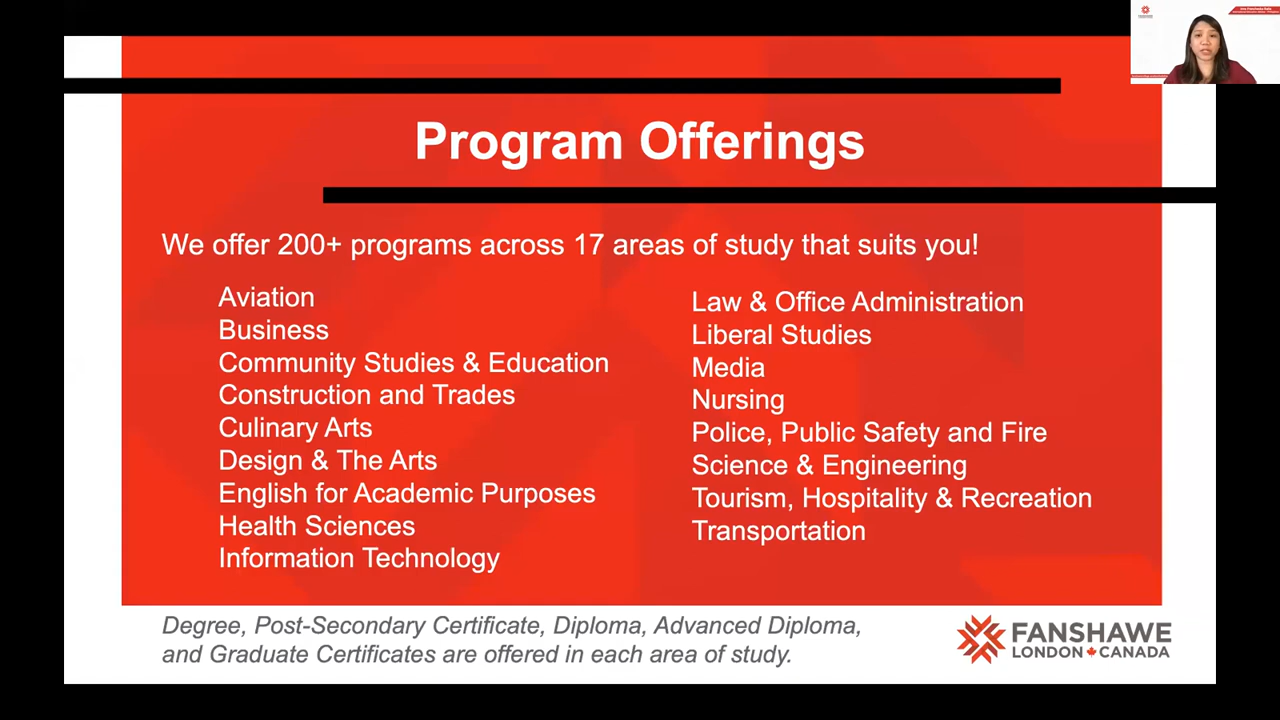 Program Offerings
We offer 200+ programs across 17 areas of study that suits you!
Aviation
Business
Community Studies & Education
Construction and Trades
Culinary Arts
Design & The Arts
English for Academic Purposes
Health Sciences
Information Technology
Law & Office Administration
Liberal Studies
Media
Nursing
Police, Public Safety and Fire
Science & Engineering
Tourism, Hospitality & Recreation
Transportation
Degree, Post-Secondary Certificate, Diploma, Advanced Diploma,
and Graduate Certificates are offered in each area of study.
FANSHAWE
LONDON CANADA